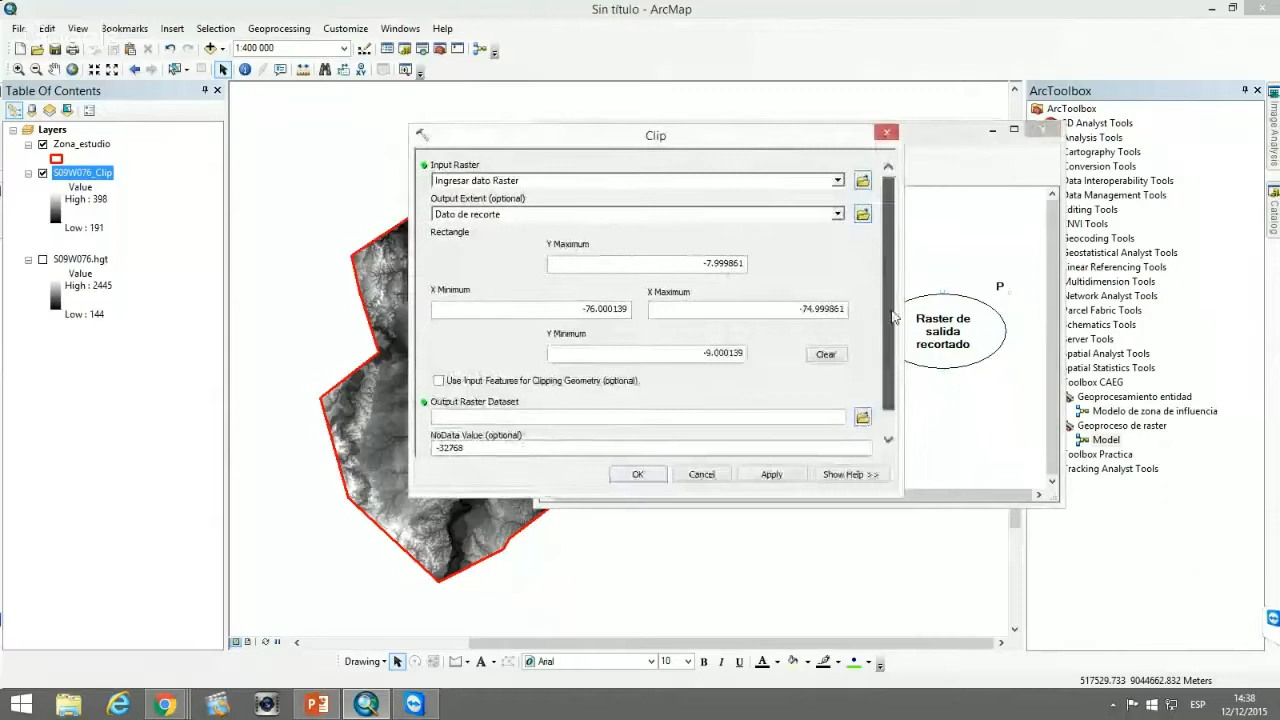 Sin título - ArcMap
File Edit View Bookmarks Insert Selection Geoprocessing Customize Windows Help
1:400 000
Table Of Contents
Layers
Zona_estudio
S09W076_Clip
Value
High : 398
Low : 191
S09W076.hgt
Value
High : 2445
Low : 144
Clip
Input Raster
Ingresar dato Raster
Output Extent (optional)
Dato de recorte
Rectangle
Y Maximum
-7.999861
X Minimum
X Maximum
-76.000139
-74.999861
Y Minimum
-9.000139
Clear
Use Input Features for Clipping Geometry (optional).
Output Raster Dataset
NoData Value (optional)
-32768
OK
Cancel
Apply
Show Help >>
P
Raster de
salida
recortado
ArcToolbox
ArcToolbox
D Analyst Tools
Analysis Tools
Cartography Tools
Conversion Tools
Data Interoperability Tools
Data Management Tools
Editing Tools
ENVI Tools
Geocoding Tools
Geostatistical Analyst Tools
Linear Referencing Tools
Multidimension Tools
Network Analyst Tools
Parcel Fabric Tools
Schematics Tools
Server Tools
Spatial Analyst Tools
Spatial Statistics Tools
Toolbox CAEG
Geoprocesamiento entidad
Modelo de zona de influencia
Geoproceso de raster
Model
Toolbox Practica
Tracking Analyst Tools
Image Analysis
Catalog
Drawing
Arial
10
B I U A
517529.733 9044662.832 Meters
ESP
14:38
12/12/2015